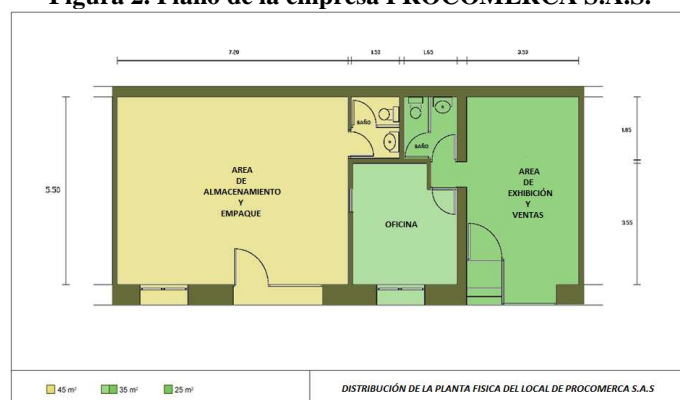 Figura 2. Plano de la empresa PROCOMERCA S.A.S.
7.20
1.50
1.65
3.50
5.50
1.85
3.55
BAÑO
BAÑO
AREA
DE
ALMACENAMIENTO
Y
EMPAQUE
OFICINA
AREA
DE
EXHIBICIÓN
Y
VENTAS
45 m²
35 m²
25 m²
DISTRIBUCIÓN DE LA PLANTA FISICA DEL LOCAL DE PROCOMERCA S.A.S